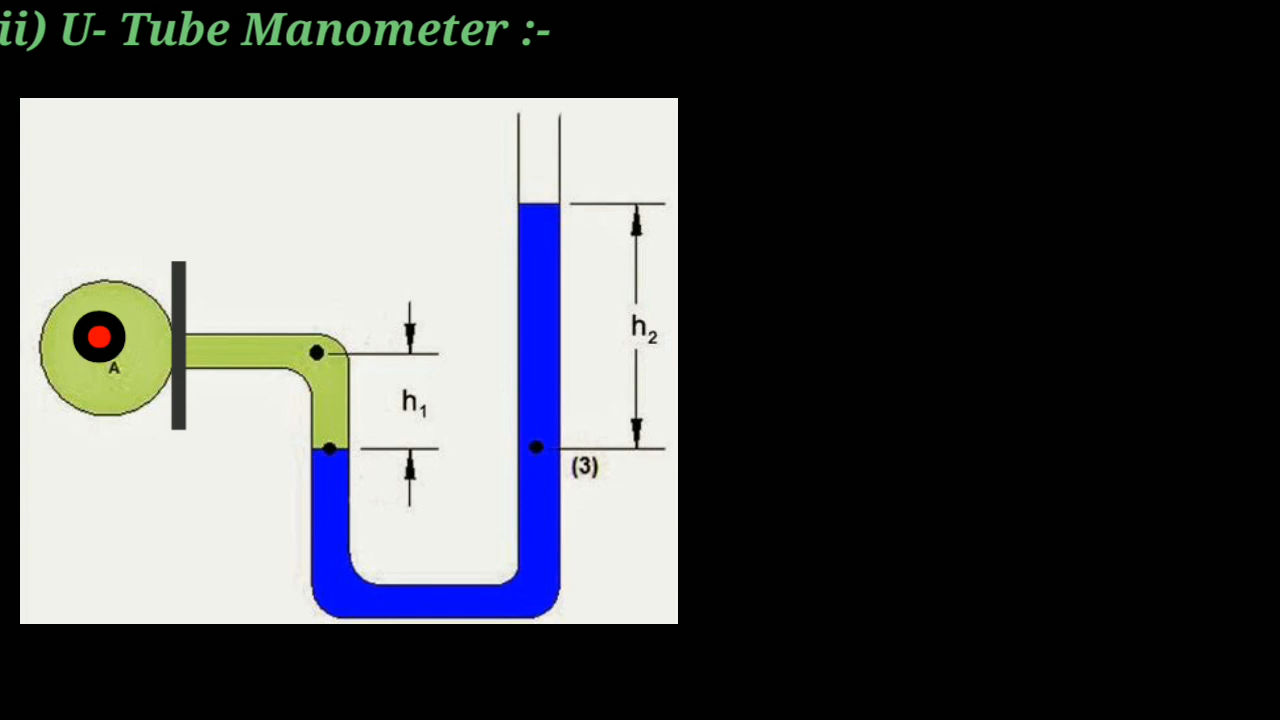 ii) U- Tube Manometer :-
A
h₁
h₂
(3)